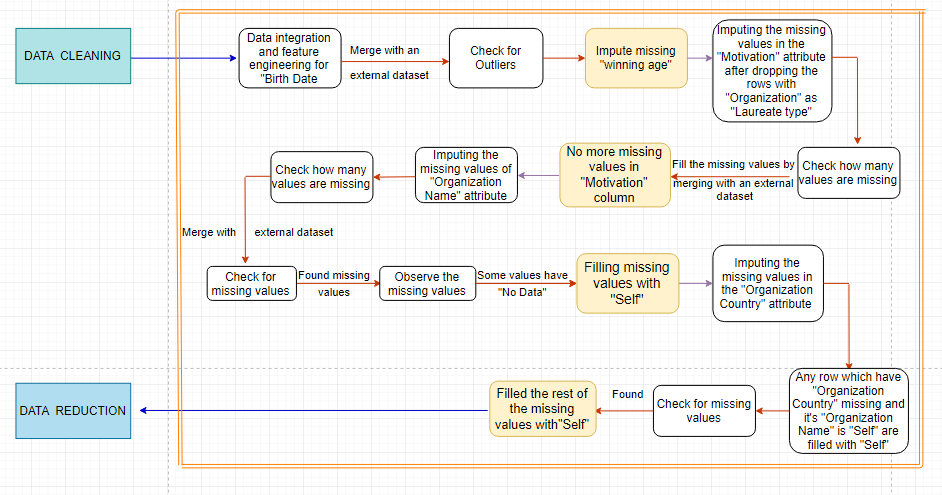 DATA CLEANING
Data integration
and feature
engineering for
"Birth Date
Merge with an
external dataset
Check for
Outliers
Impute missing
"winning age"
Imputing the missing
values in the
"Motivation" attribute
after dropping the
rows with
"Organization" as
"Laureate type"
Check how many
values are missing
Fill the missing values by
merging with an external
dataset
No more missing
values in
"Motivation"
column
Imputing the
missing values of
"Organization
Name" attribute
Check how many
values are missing
Merge with external dataset
Check for
missing values
Found missing
values
Observe the
missing values
Some values have
"No Data"
Filling missing
values with
"Self"
Imputing the
missing values in
the "Organization
Country" attribute
Any row which have
"Organization
Country" missing and
it's "Organization
Name" is "Self" are
filled with "Self"
Check for missing
values
Found
Filled the rest of
the missing
values with"Self"
DATA REDUCTION